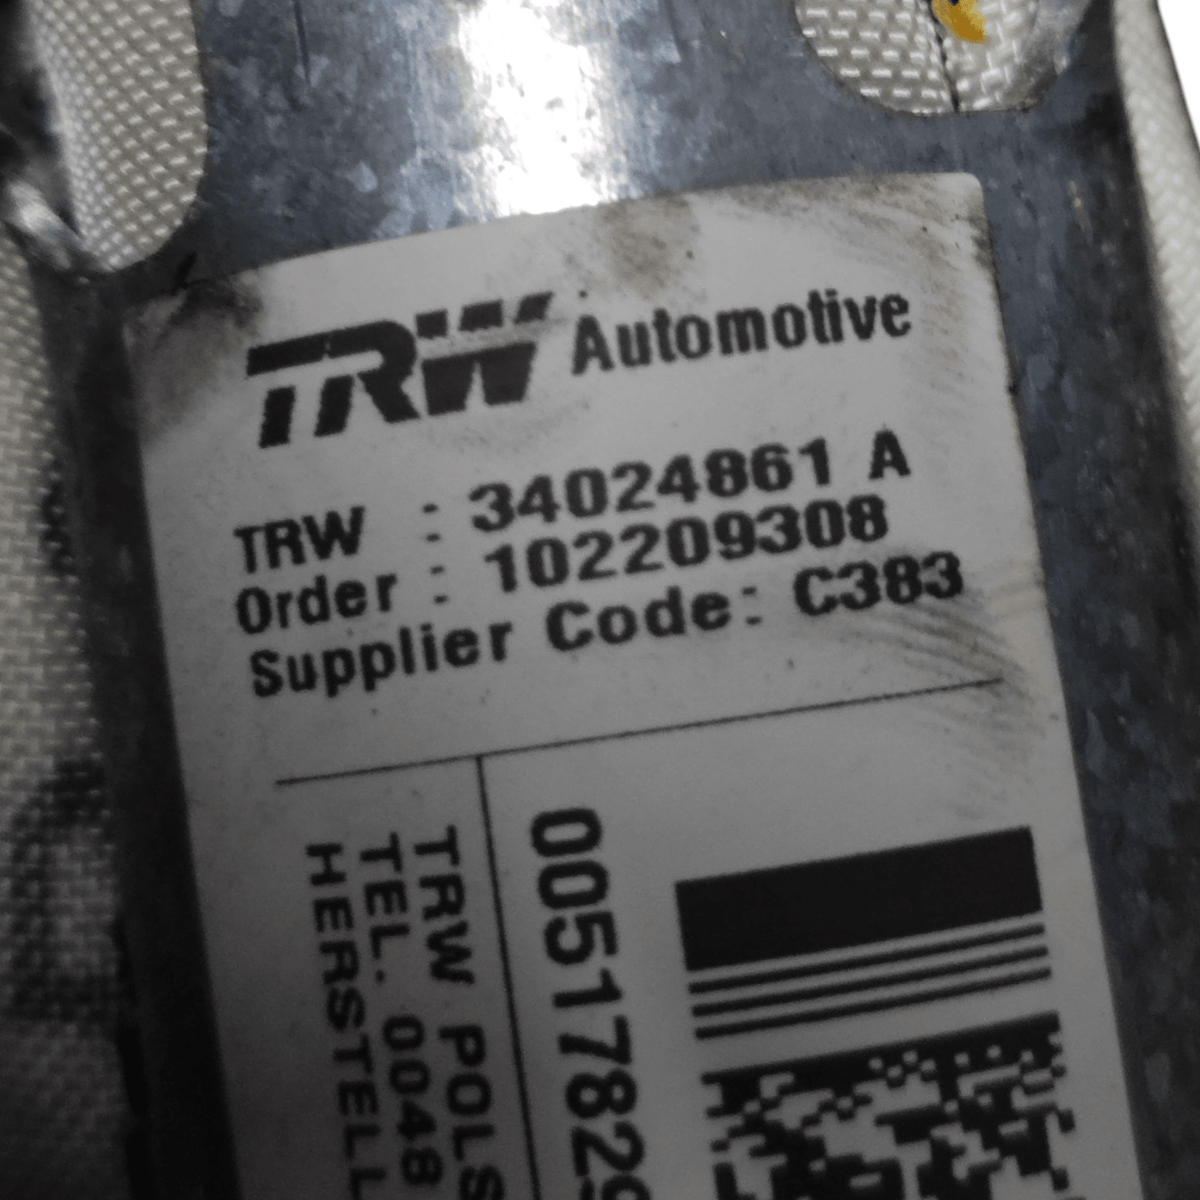 TRW Automotive
TRW : 34024861 A
Order : 102209308
Supplier Code: C383
0051782
TRW POLS
TEL. 0048
HERSTELL